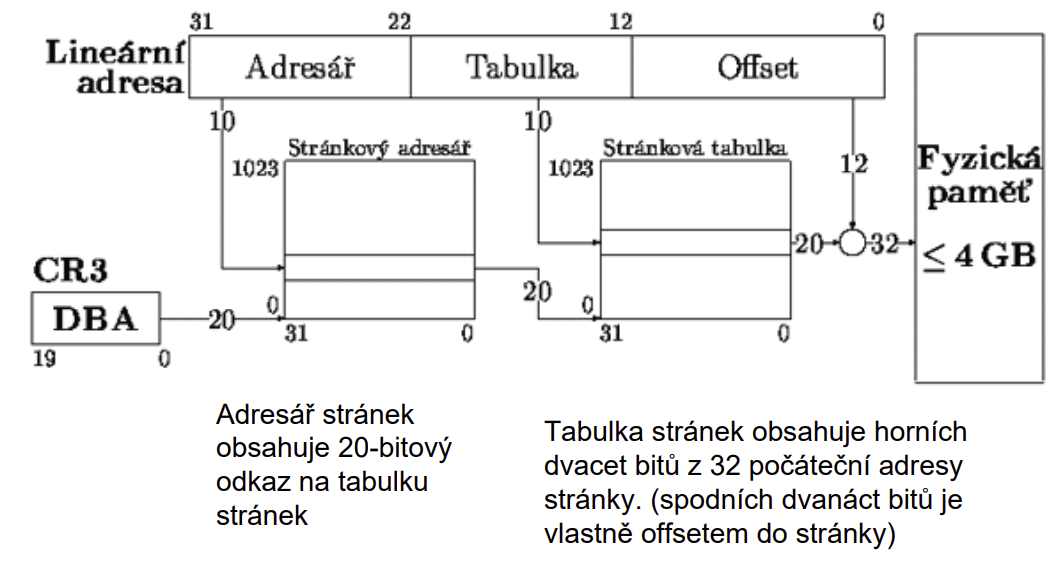 31 22 12 0
Lineární
adresa
Adresář Tabulka Offset
10 10
Stránkový adresář Stránková tabulka
1023 1023
12
Fyzická
paměť
≤ 4 GB
20 32
CR3
DBA
20
20
0 0
31 0 31 0
19 0
Adresář stránek
obsahuje 20-bitový
odkaz na tabulku
stránek
Tabulka stránek obsahuje horních
dvacet bitů z 32 počáteční adresy
stránky. (spodních dvanáct bitů je
vlastně offsetem do stránky)